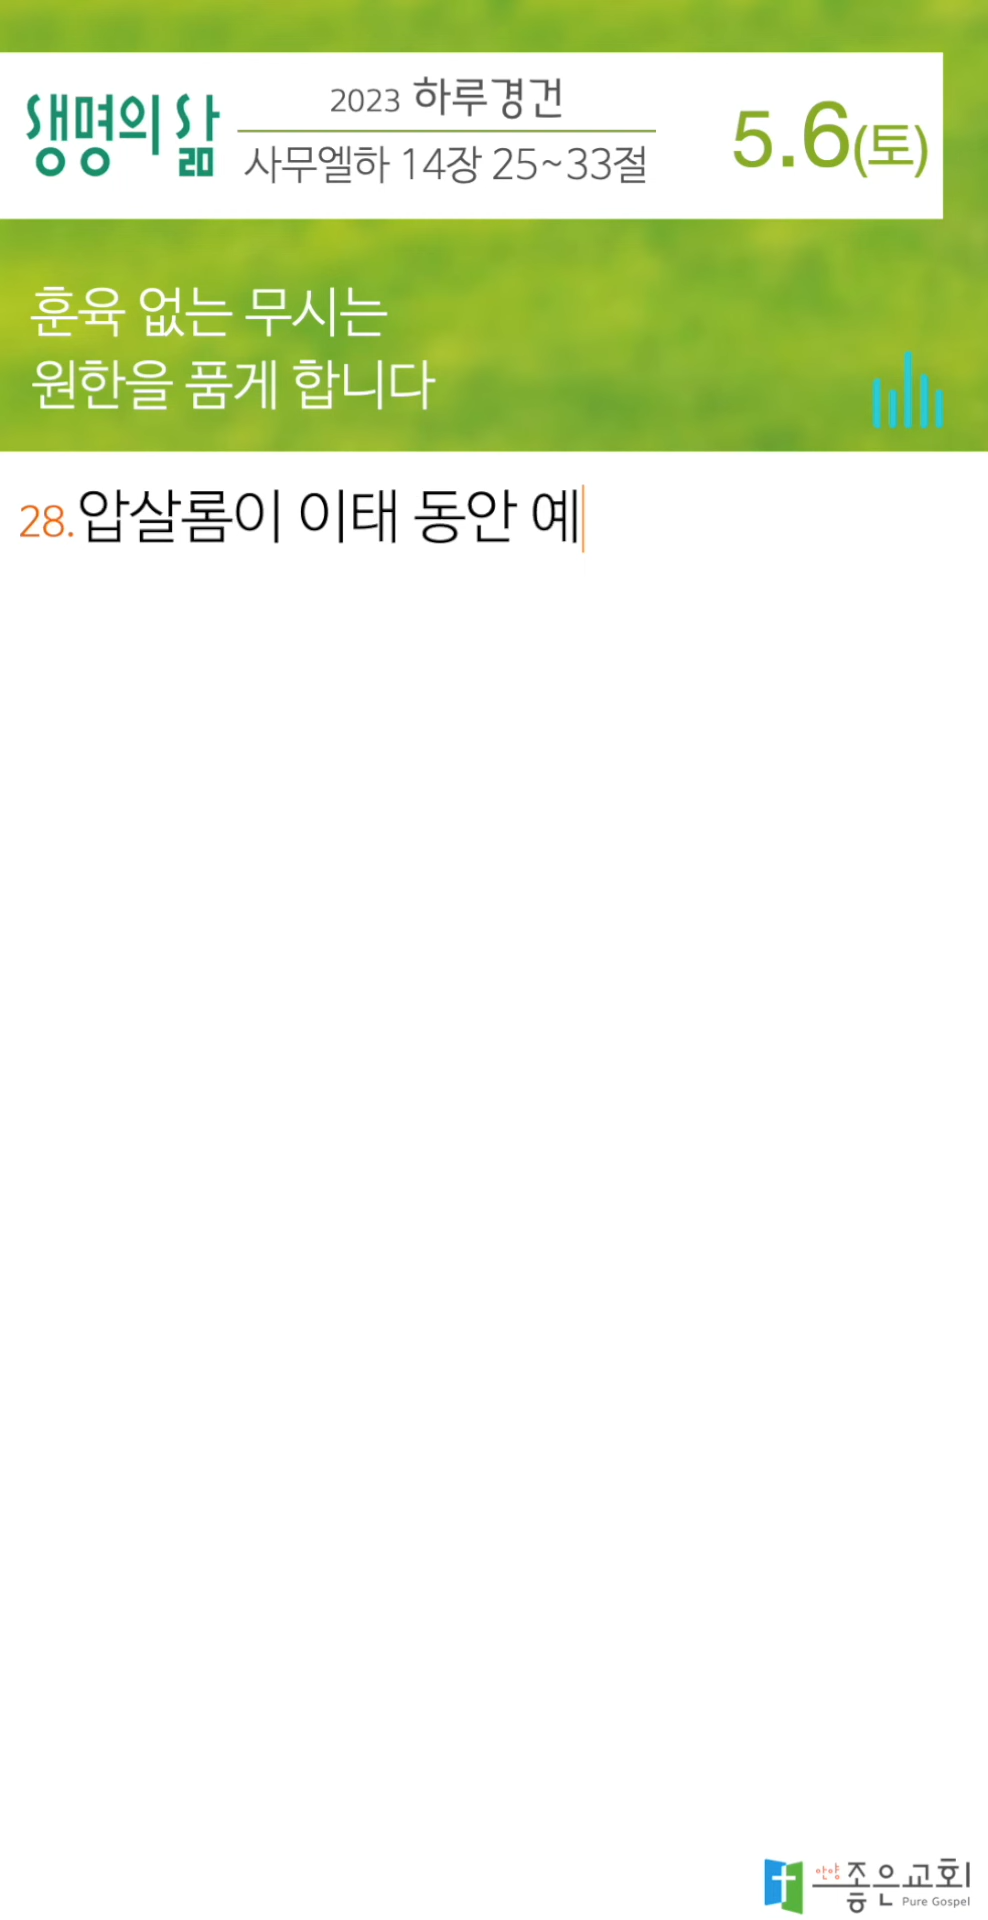 생명의 삶
2023 하루경건
사무엘하 14장 25~33절
5.6(토)
훈육 없는 무시는
원한을 품게 합니다
28.압살롬이 이태 동안 예
안양
좋은교회
Pure Gospel